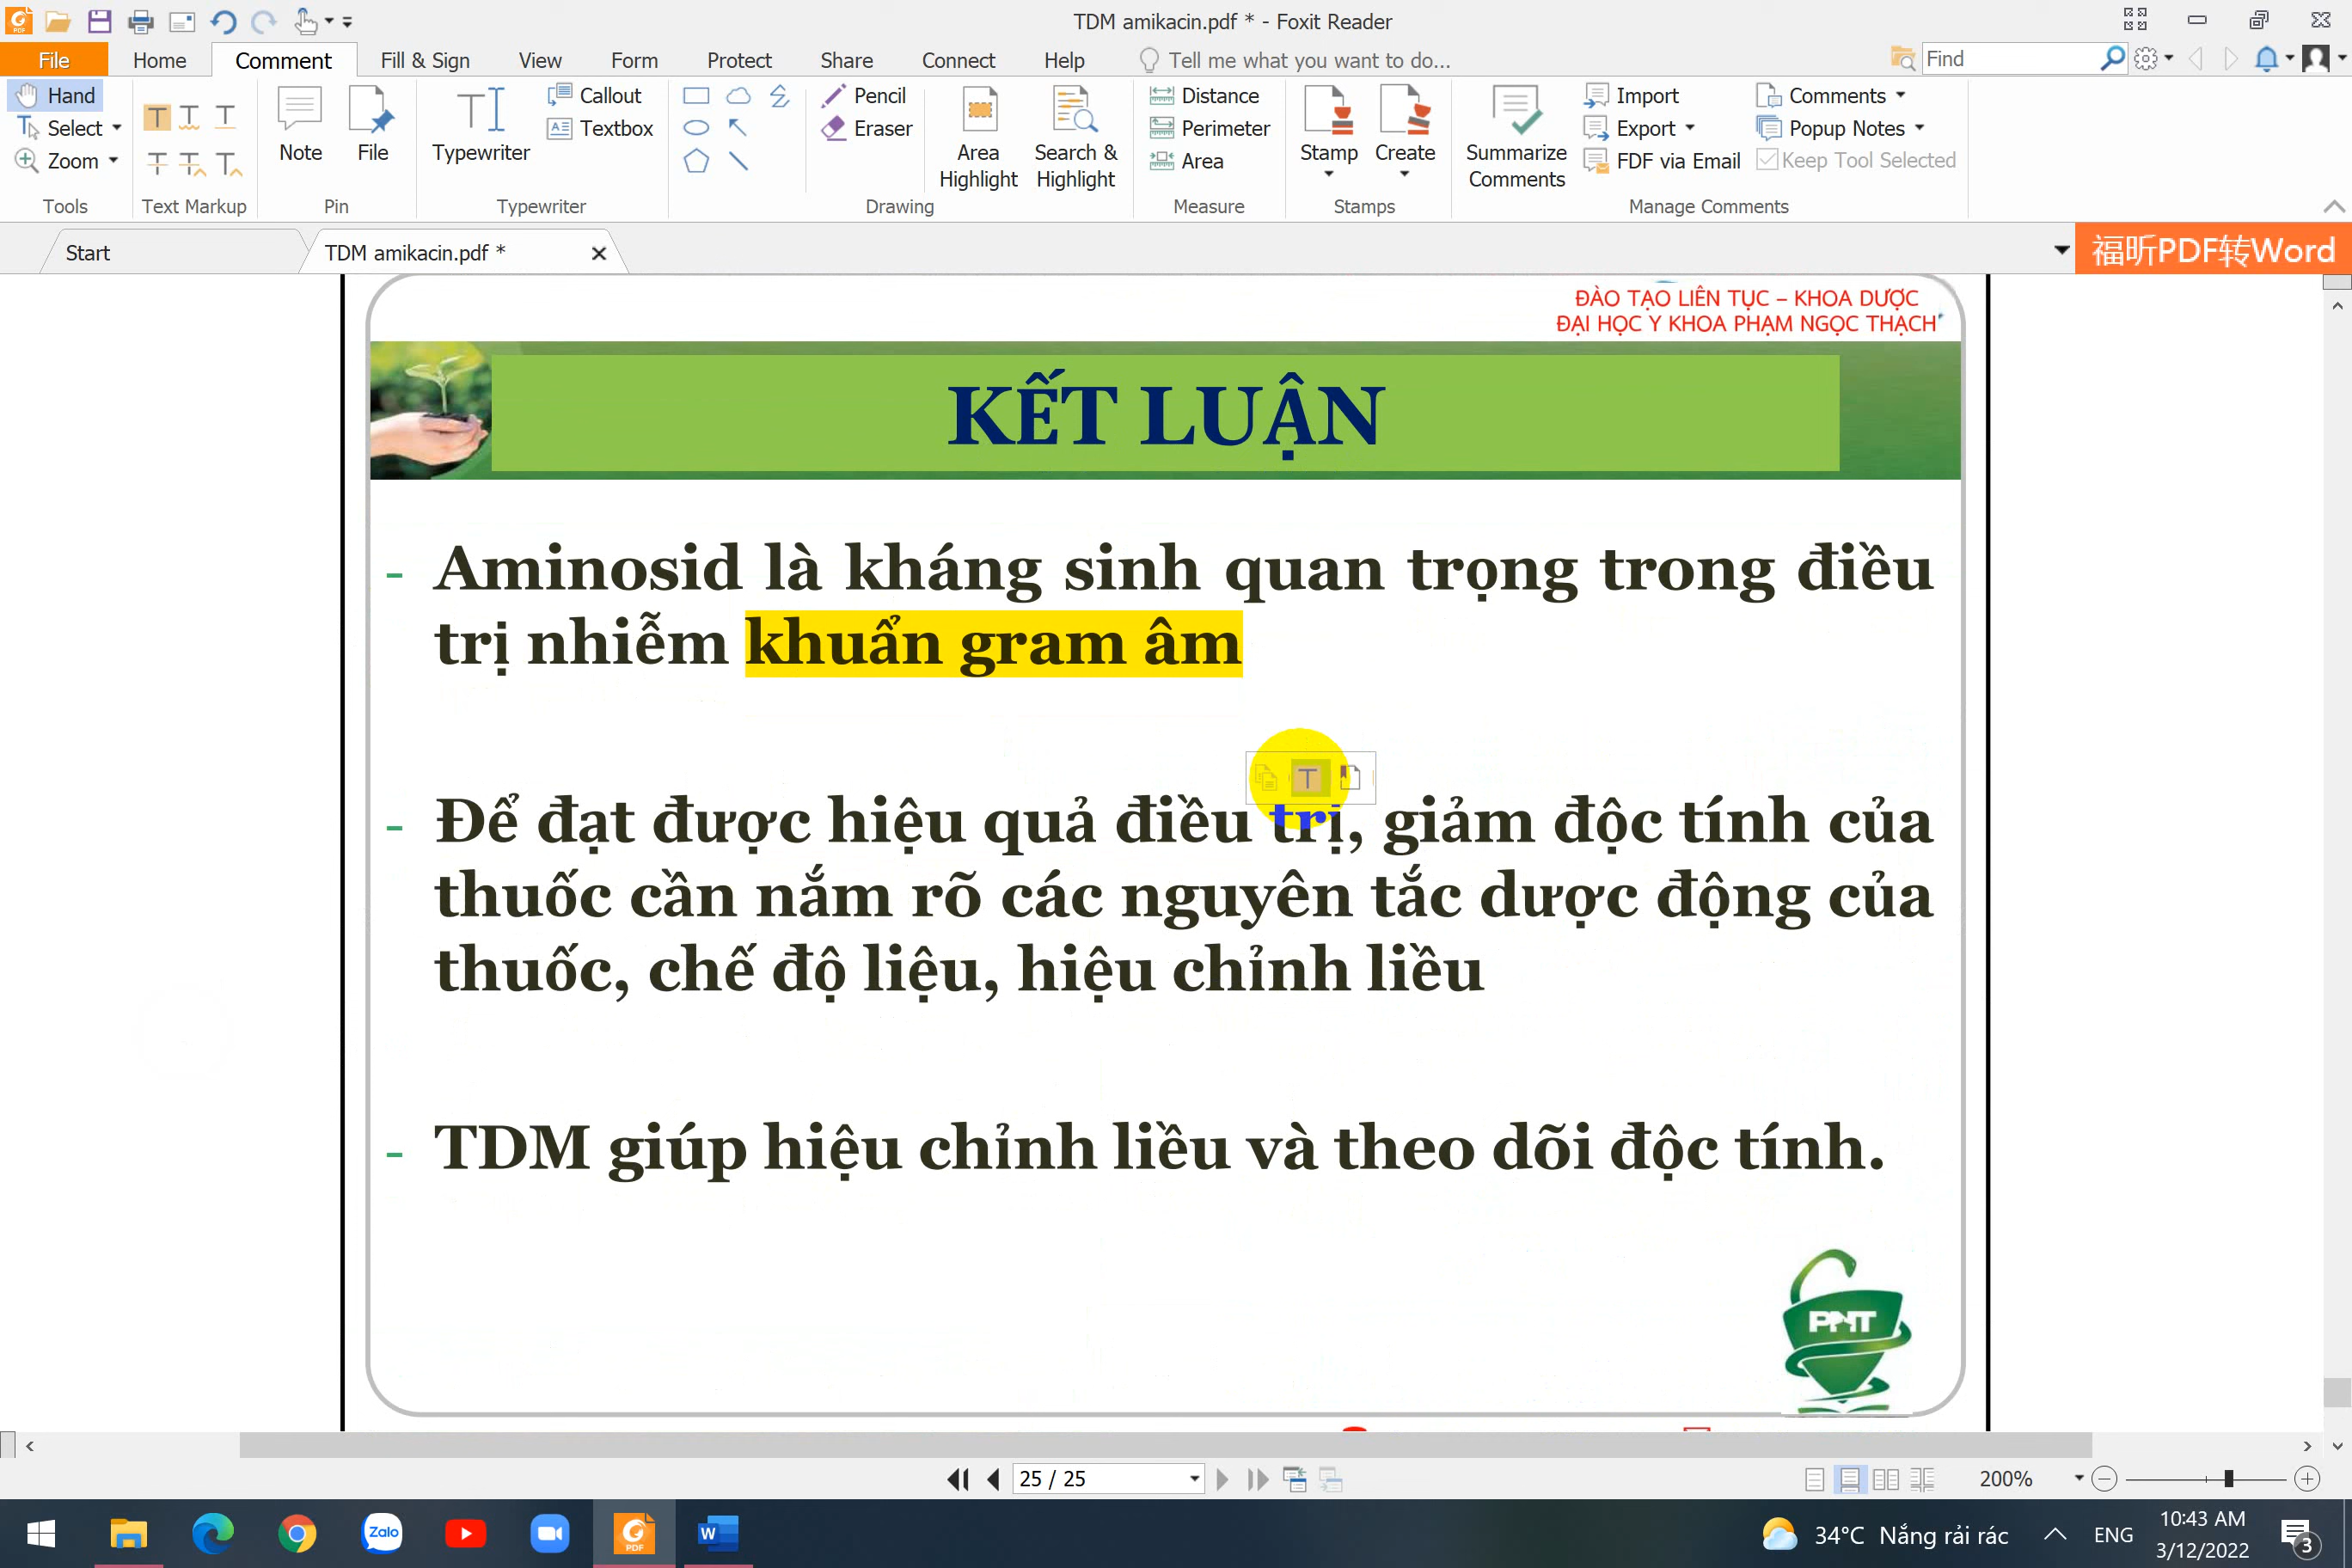 TDM amikacin.pdf * - Foxit Reader
File Home Comment Fill & Sign View Form Protect Share Connect Help Tell me what you want to do... Find
Hand
Select
Zoom
Tools
Text Markup
Note File
Pin
Typewriter
Callout
Textbox
Typewriter
Pencil
Eraser
Area Highlight
Search & Highlight
Drawing
Distance
Perimeter
Area
Measure
Stamp Create
Stamps
Summarize Comments
Import
Export
FDF via Email
Comments
Popup Notes
Keep Tool Selected
Manage Comments
Start TDM amikacin.pdf * 福昕PDF转Word
ĐÀO TẠO LIÊN TỤC – KHOA DƯỢC
ĐẠI HỌC Y KHOA PHẠM NGỌC THẠCH
KẾT LUẬN
- Aminosid là kháng sinh quan trọng trong điều
trị nhiễm khuẩn gram âm
- Để đạt được hiệu quả điều trị, giảm độc tính của
thuốc cần nắm rõ các nguyên tắc dược động của
thuốc, chế độ liệu, hiệu chỉnh liều
- TDM giúp hiệu chỉnh liều và theo dõi độc tính.
PNT
25 / 25 200%
Zalo 34°C Nắng rải rác ENG 10:43 AM
3/12/2022 3